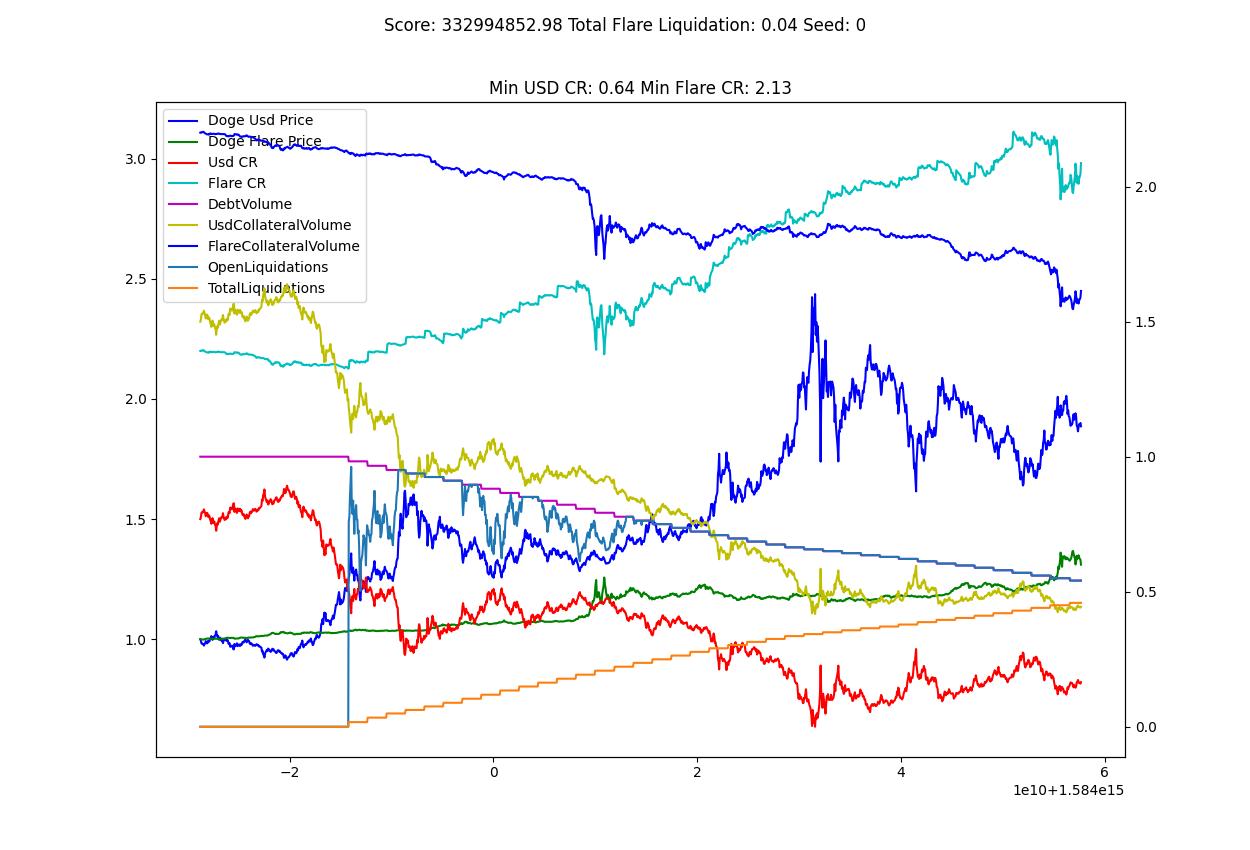 Score: 332994852.98 Total Flare Liquidation: 0.04 Seed: 0
Min USD CR: 0.64 Min Flare CR: 2.13
Doge Usd Price
Doge Flare Price
Usd CR
Flare CR
DebtVolume
UsdCollateralVolume
FlareCollateralVolume
OpenLiquidations
TotalLiquidations
3.0
2.5
2.0
1.5
1.0
2.0
1.5
1.0
0.5
0.0
−2
0
2
4
6
1e10+1.584e15